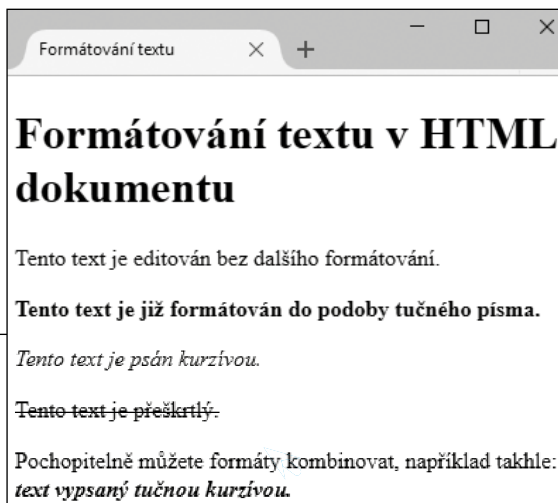 Formátování textu
Formátování textu v HTML
dokumentu
Tento text je editován bez dalšího formátování.
Tento text je již formátován do podoby tučného písma.
Tento text je psán kurzívou.
Tento text je přeškrtlý.
Pochopitelně můžete formáty kombinovat, například takhle:
text vypsaný tučnou kurzívou.